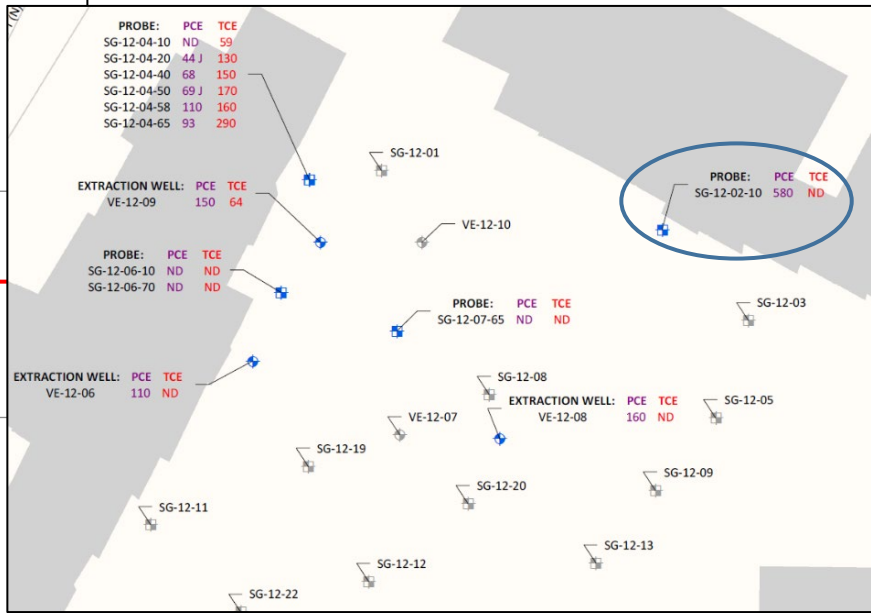 (N)
PROBE: PCE TCE
SG-12-04-10 ND 59
SG-12-04-20 44 J 130
SG-12-04-40 68 150
SG-12-04-50 69 J 170
SG-12-04-58 110 160
SG-12-04-65 93 290
SG-12-01
PROBE: PCE TCE
SG-12-02-10 580 ND
EXTRACTION WELL: PCE TCE
VE-12-09 150 64
VE-12-10
PROBE: PCE TCE
SG-12-06-10 ND ND
SG-12-06-70 ND ND
PROBE: PCE TCE
SG-12-07-65 ND ND
SG-12-03
EXTRACTION WELL: PCE TCE
VE-12-06 110 ND
SG-12-08
EXTRACTION WELL: PCE TCE
VE-12-08 160 ND
SG-12-05
VE-12-07
SG-12-19
SG-12-09
SG-12-20
SG-12-11
SG-12-13
SG-12-12
SG-12-22